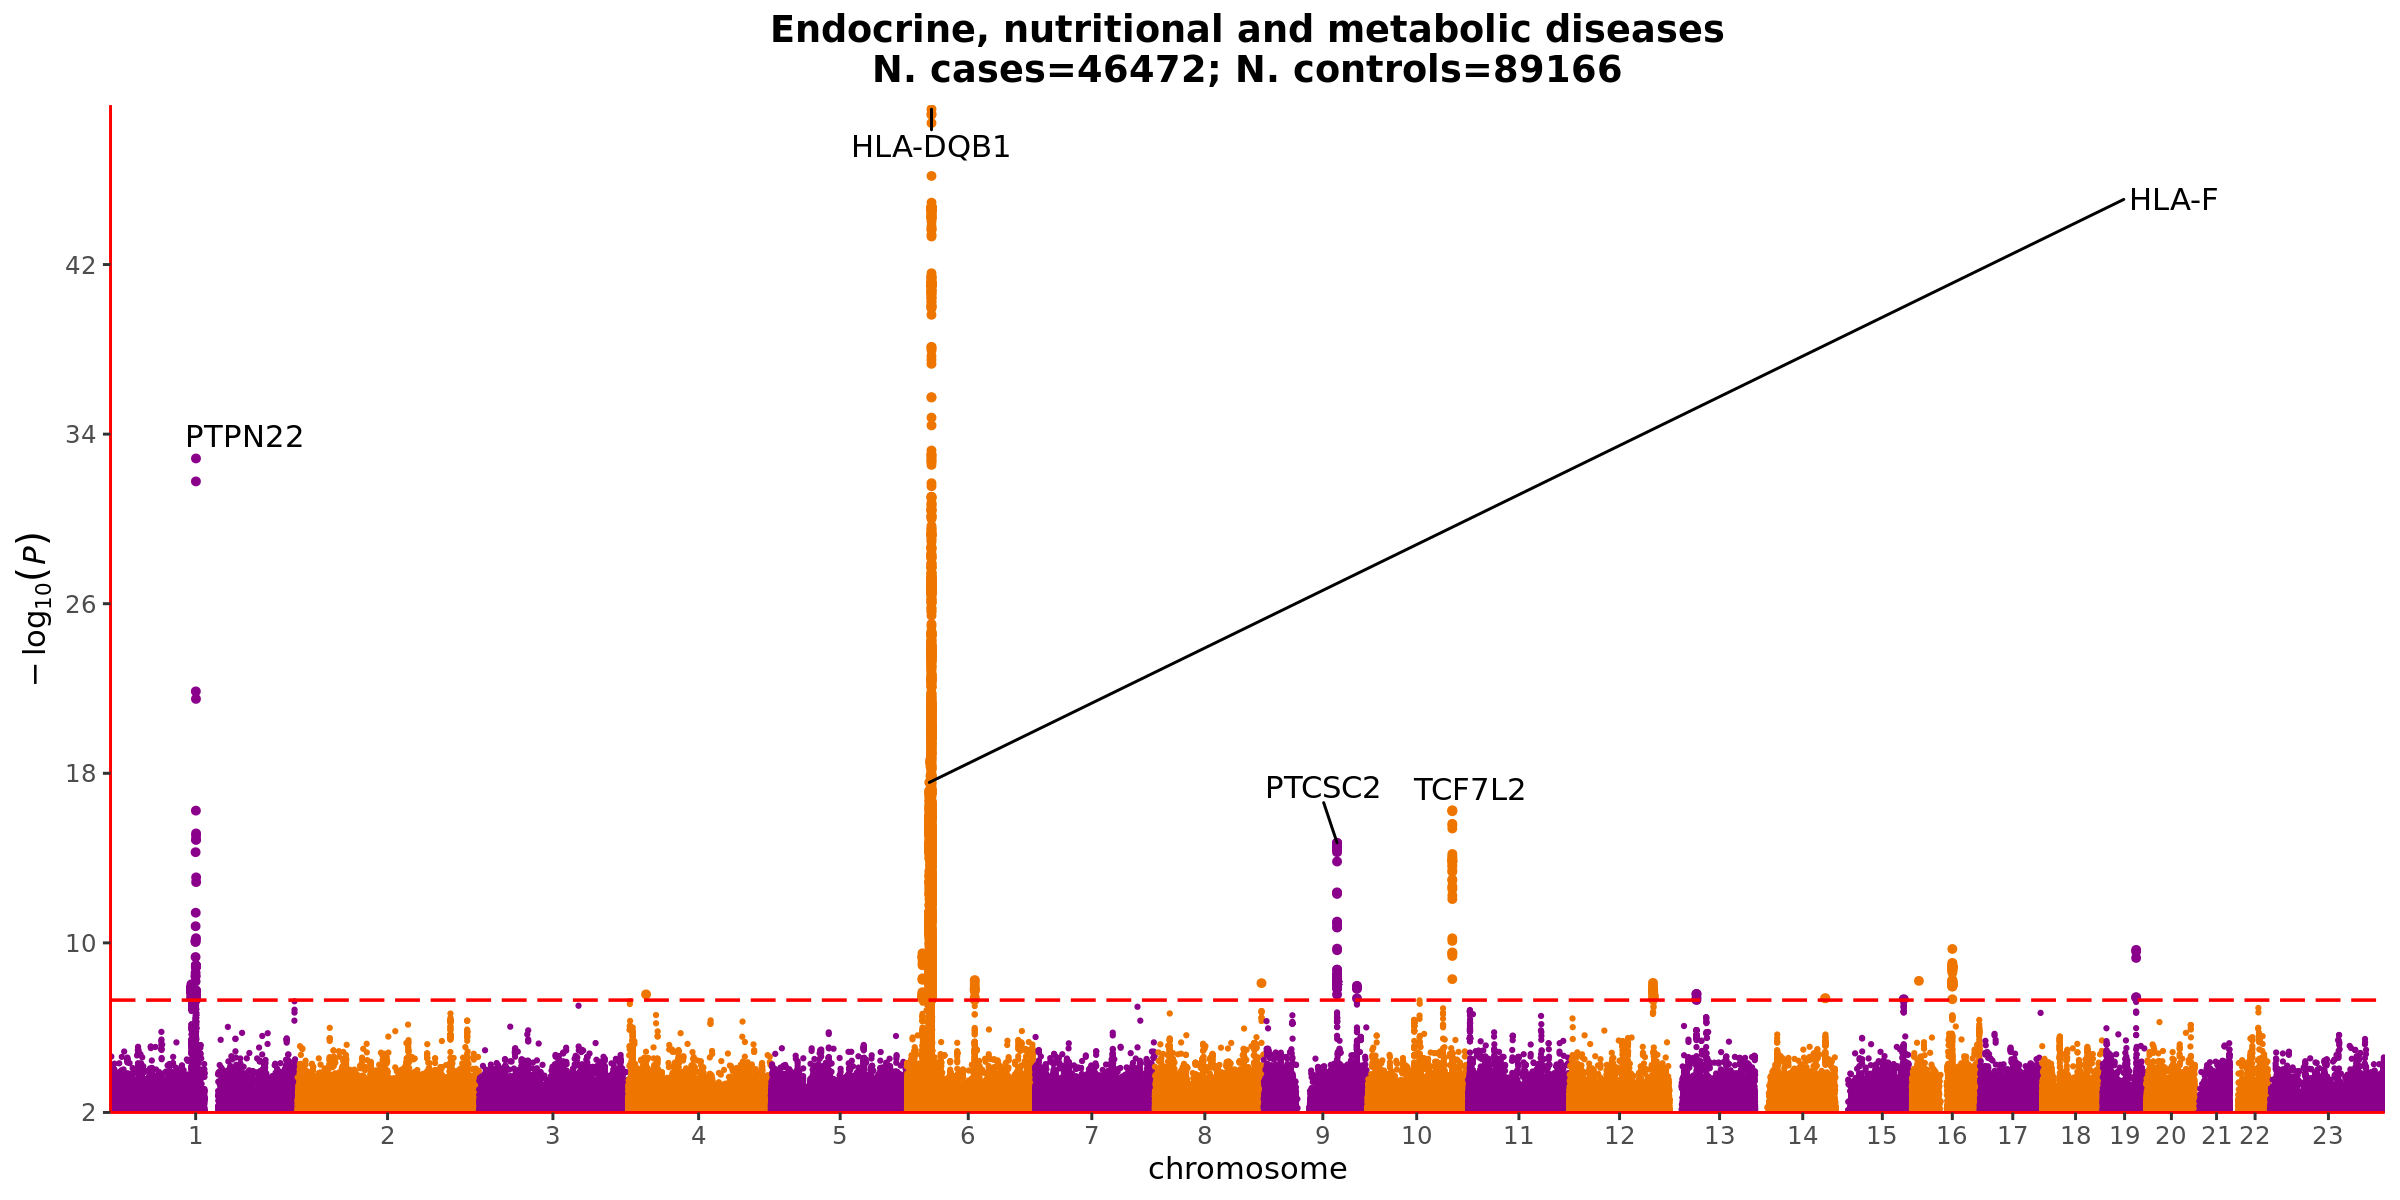 Endocrine, nutritional and metabolic diseases
N. cases=46472; N. controls=89166
HLA-DQB1
HLA-F
PTPN22
PTCSC2
TCF7L2
42
34
26
18
10
2
−log10(P)
1 2 3 4 5 6 7 8 9 10 11 12 13 14 15 16 17 18 19 20 21 22 23
chromosome